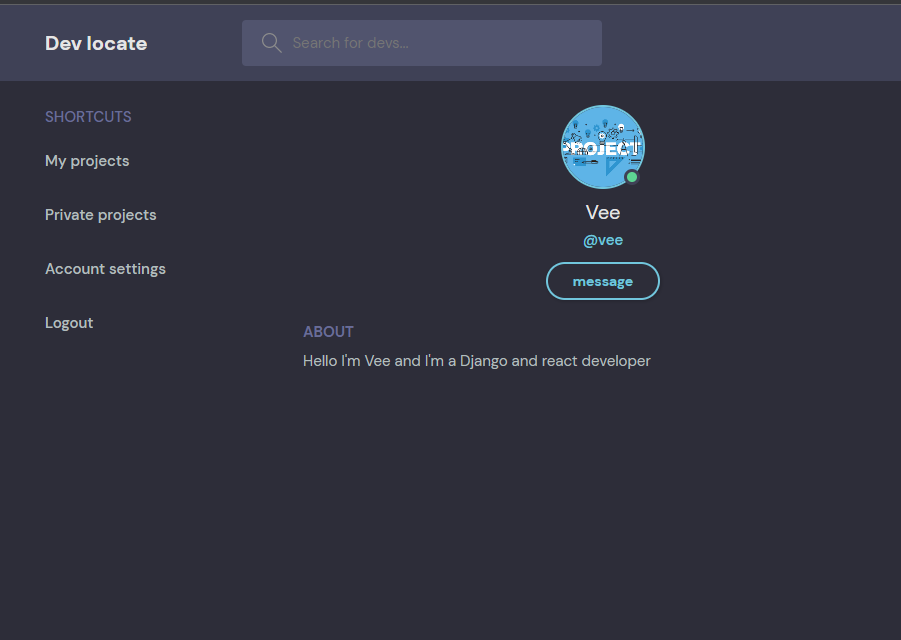 Dev locate
Search for devs...
SHORTCUTS
My projects
Private projects
Account settings
Logout
PROJECT
Vee
@vee
message
ABOUT
Hello I'm Vee and I'm a Django and react developer